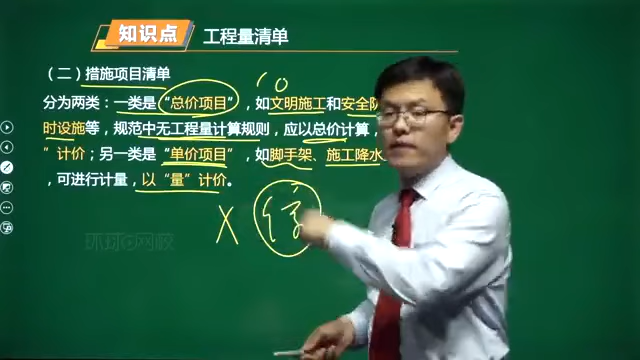 知识点 工程量清单
（二）措施项目清单
分为两类：一类是“总价项目”，如文明施工和安全防
时设施等，规范中无工程量计算规则，应以总价计算，
”计价；另一类是“单价项目”，如脚手架、施工降水
，可进行计量，以“量”计价。
环球网校